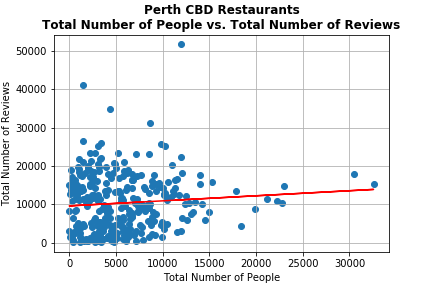 Perth CBD Restaurants
Total Number of People vs. Total Number of Reviews
Total Number of Reviews
50000
40000
30000
20000
10000
0
0 5000 10000 15000 20000 25000 30000
Total Number of People